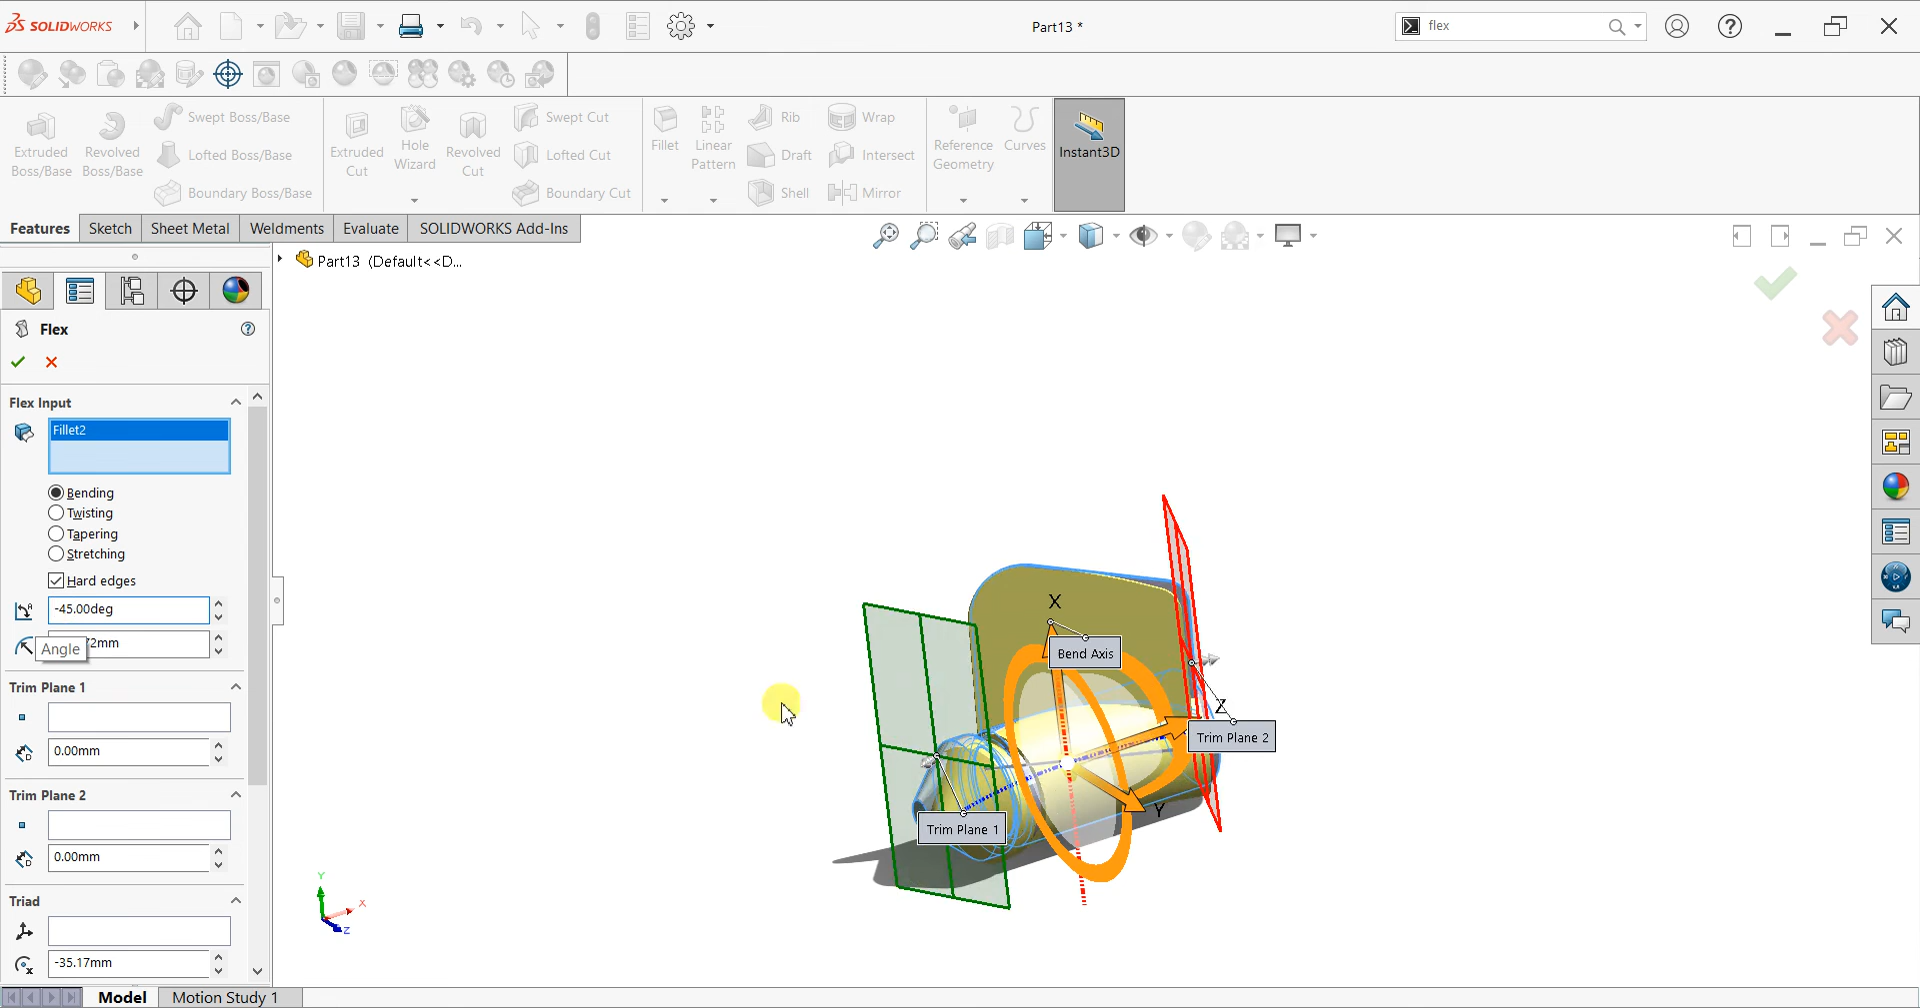 SOLIDWORKS
Part13 *
flex
Extruded
Boss/Base
Revolved
Boss/Base
Swept Boss/Base
Lofted Boss/Base
Boundary Boss/Base
Extruded
Cut
Hole
Wizard
Revolved
Cut
Swept Cut
Lofted Cut
Boundary Cut
Fillet
Linear
Pattern
Rib
Draft
Shell
Wrap
Intersect
Mirror
Reference
Geometry
Curves
Instant3D
Features
Sketch
Sheet Metal
Weldments
Evaluate
SOLIDWORKS Add-Ins
Part13 (Default<<D...
Flex
Flex Input
Fillet2
Bending
Twisting
Tapering
Stretching
Hard edges
-45.00deg
2mm
Angle
Trim Plane 1
0.00mm
Trim Plane 2
0.00mm
Triad
-35.17mm
X
Bend Axis
Z
Trim Plane 2
Y
Trim Plane 1
Y
X
Z
Model
Motion Study 1